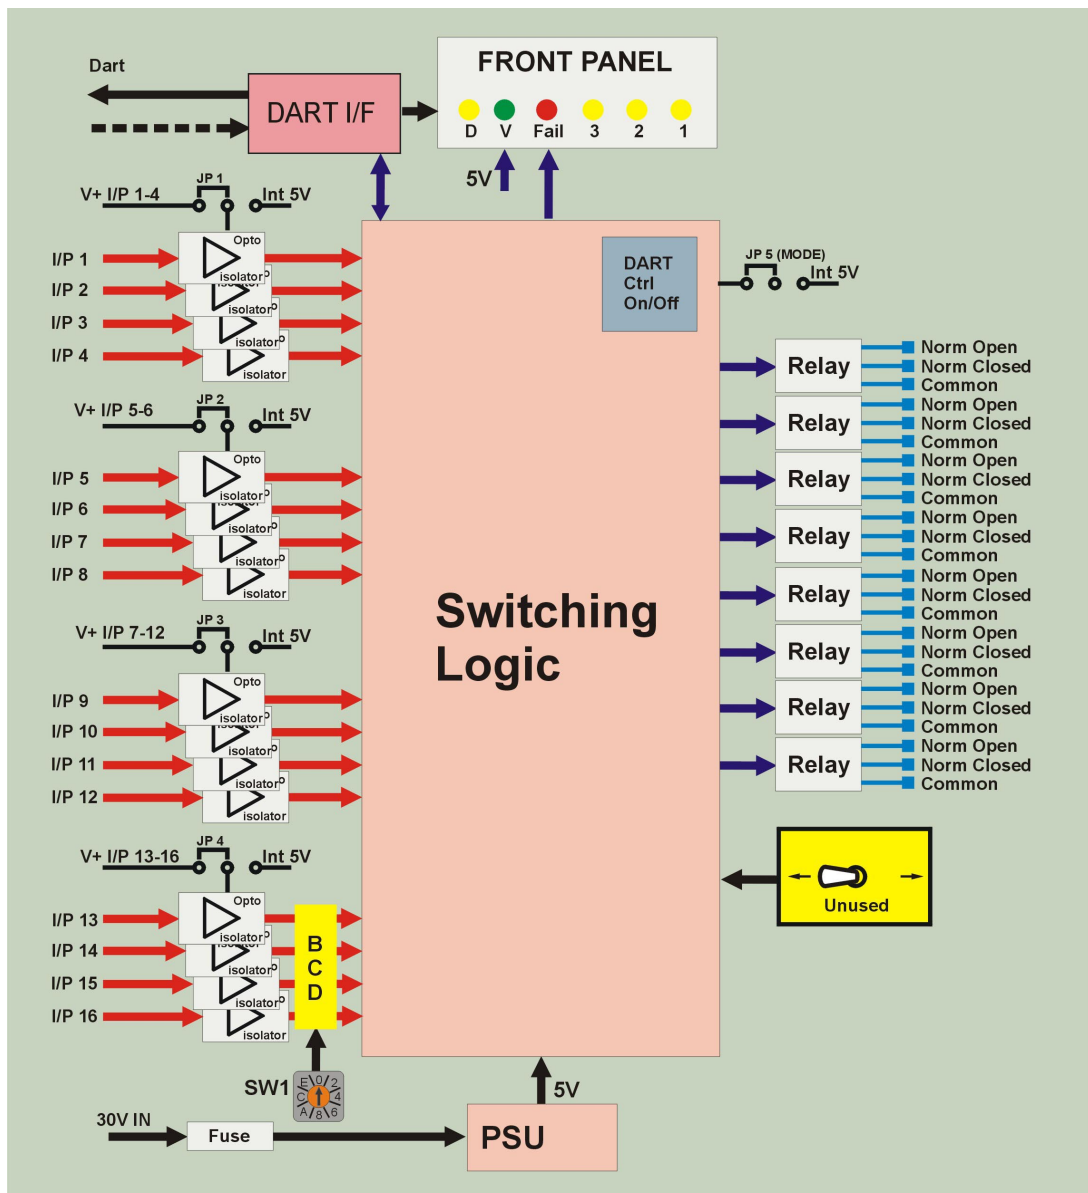 Dart
DART I/F
FRONT PANEL
D V Fail 3 2 1
5V
V+ I/P 1-4
JP 1
Int 5V
I/P 1
I/P 2
I/P 3
I/P 4
Opto
isolator
isolator
isolator
isolator
V+ I/P 5-6
JP 2
Int 5V
I/P 5
I/P 6
I/P 7
I/P 8
Opto
isolator
isolator
isolator
isolator
V+ I/P 7-12
JP 3
Int 5V
I/P 9
I/P 10
I/P 11
I/P 12
Opto
isolator
isolator
isolator
isolator
V+ I/P 13-16
JP 4
Int 5V
I/P 13
I/P 14
I/P 15
I/P 16
Opto
isolator
isolator
isolator
isolator
B
C
D
SW1
0 2 4 6 8 A C E
30V IN
Fuse
PSU
5V
Switching
Logic
DART
Ctrl
On/Off
JP 5 (MODE)
Int 5V
Relay
Norm Open
Norm Closed
Common
Relay
Norm Open
Norm Closed
Common
Relay
Norm Open
Norm Closed
Common
Relay
Norm Open
Norm Closed
Common
Relay
Norm Open
Norm Closed
Common
Relay
Norm Open
Norm Closed
Common
Relay
Norm Open
Norm Closed
Common
Relay
Norm Open
Norm Closed
Common
Unused